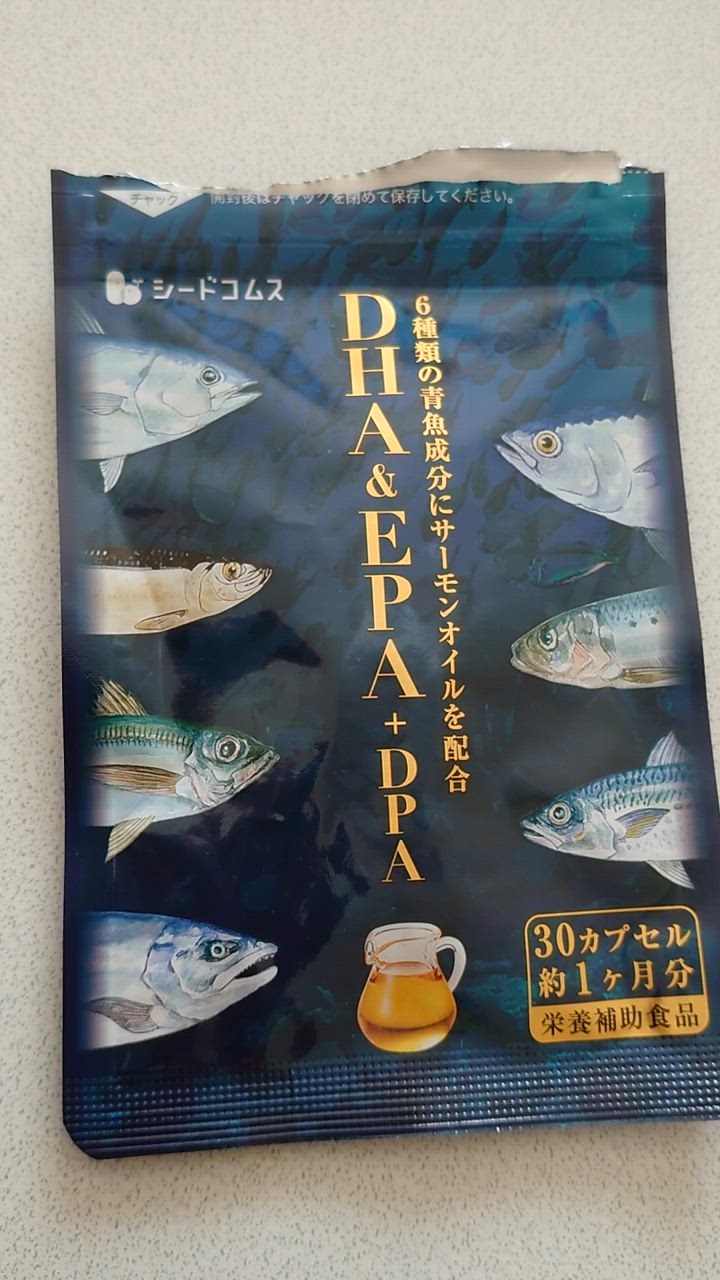 チャック
開封後はチャックを閉めて保存してください。
シードコムス
6種類の青魚成分にサーモンオイルを配合
DHA&EPA+DPA
30カプセル
約1ヶ月分
栄養補助食品